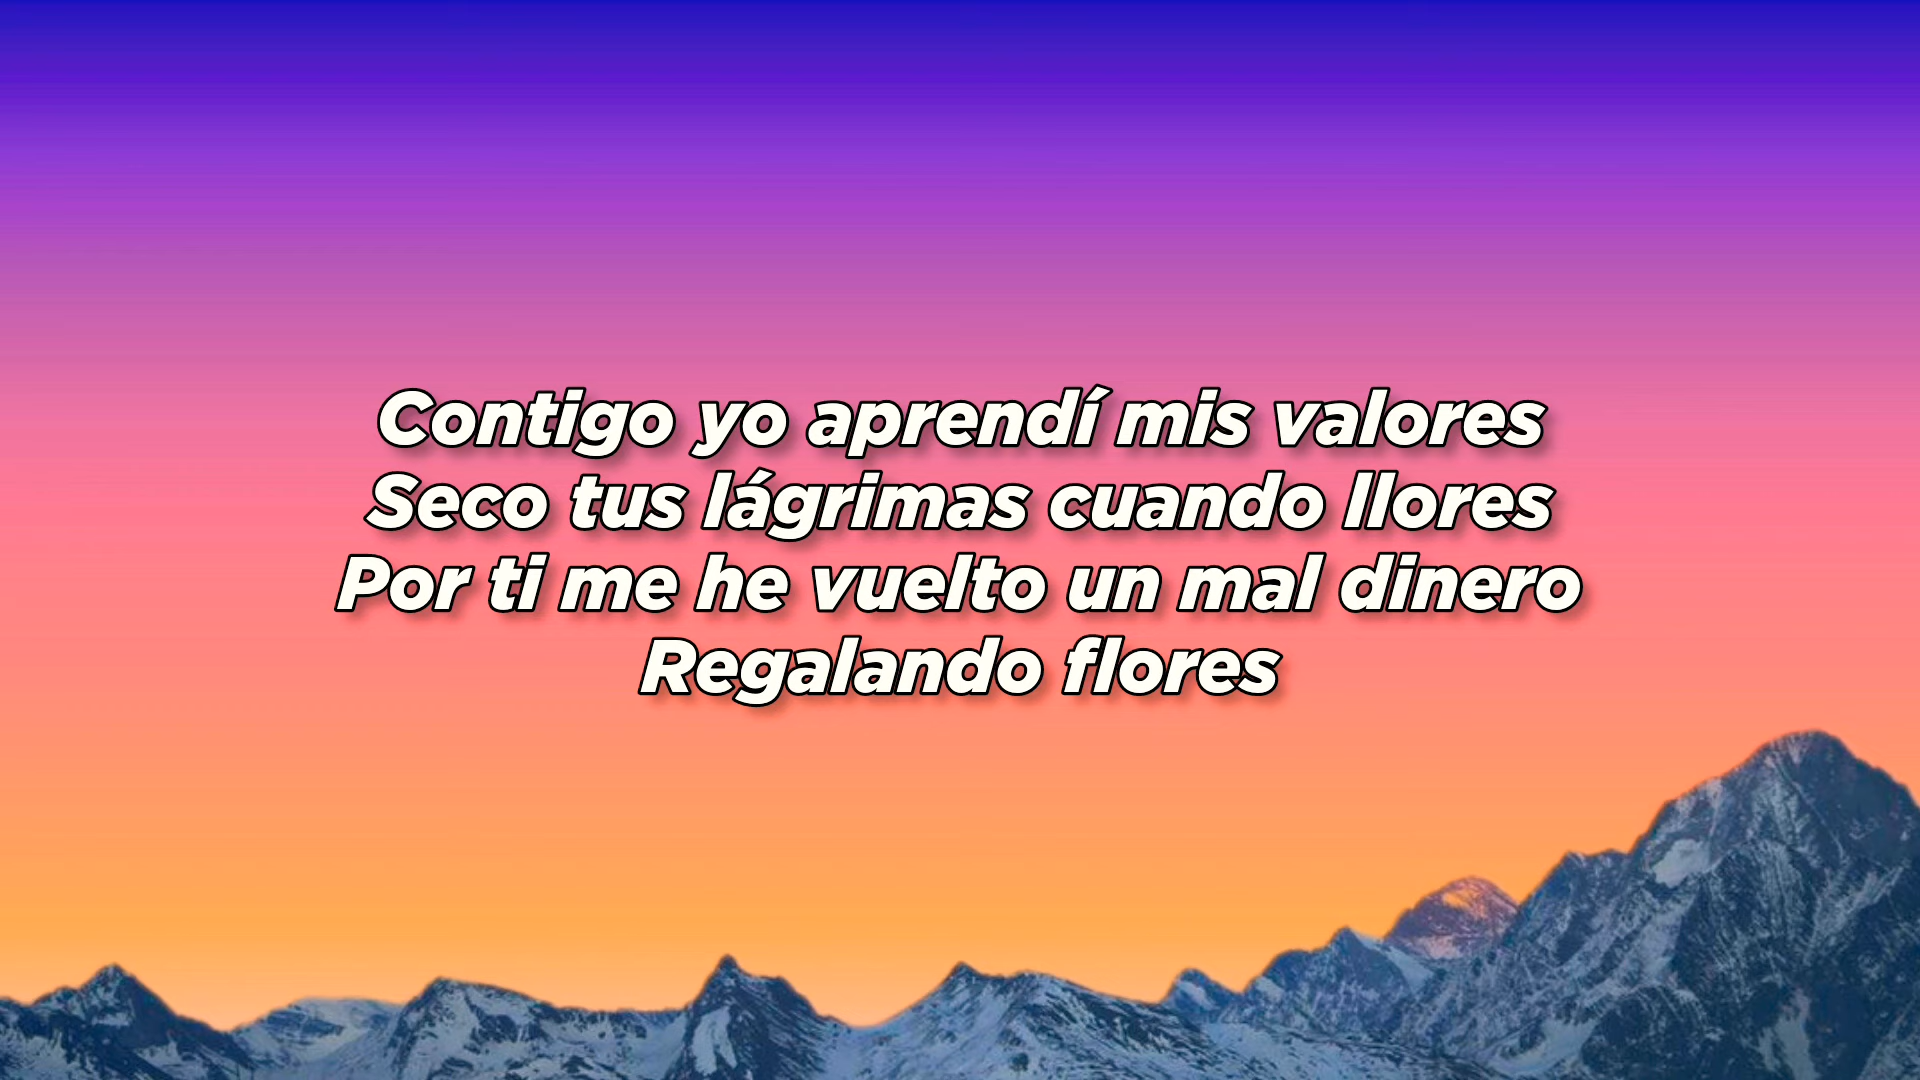 Contigo yo aprendí mis valores
Seco tus lágrimas cuando llores
Por ti me he vuelto un mal dinero
Regalando flores